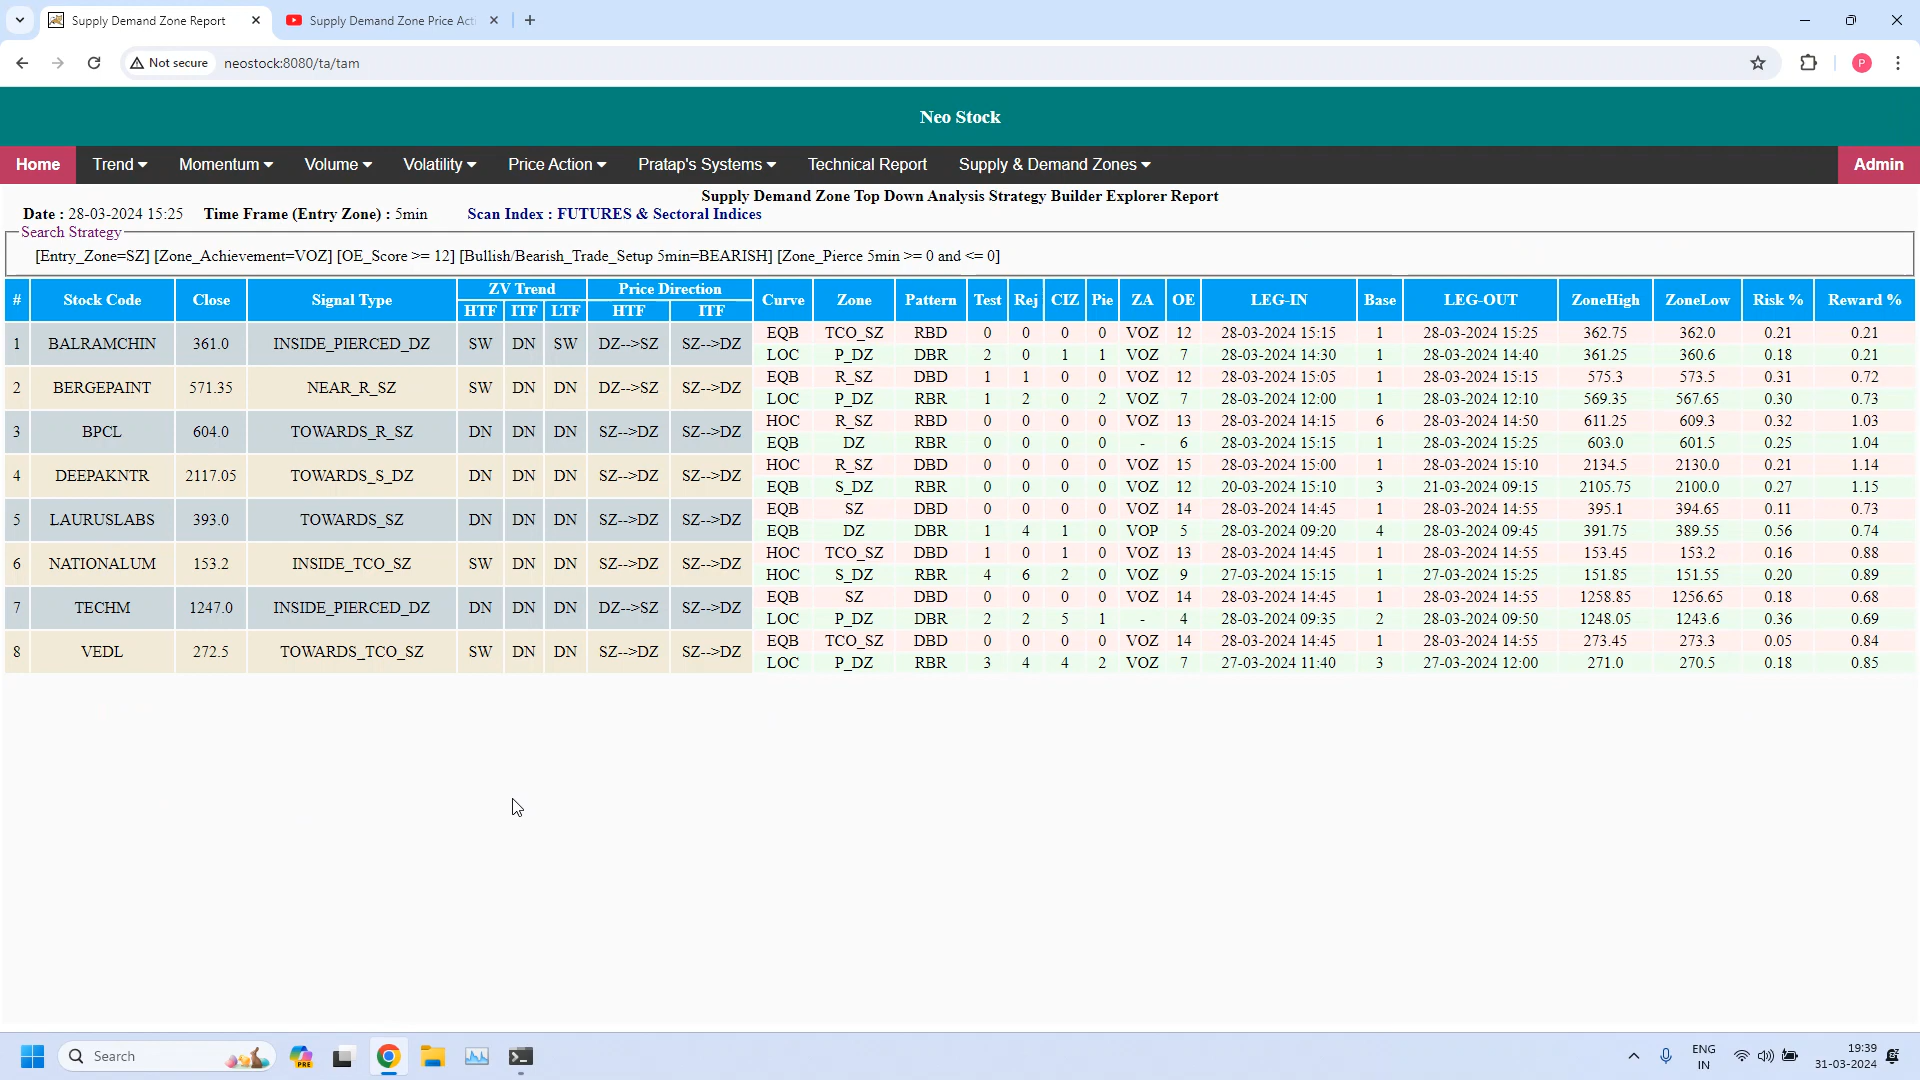 Supply Demand Zone Report
Supply Demand Zone Price Acti
Not secure neostock:8080/ta/tam
P
Neo Stock
Home Trend Momentum Volume Volatility Price Action Pratap's Systems Technical Report Supply & Demand Zones Admin
Supply Demand Zone Top Down Analysis Strategy Builder Explorer Report
Date : 28-03-2024 15:25 Time Frame (Entry Zone) : 5min Scan Index : FUTURES & Sectoral Indices
Search Strategy
[Entry_Zone=SZ] [Zone_Achievement=VOZ] [OE_Score >= 12] [Bullish/Bearish_Trade_Setup 5min=BEARISH] [Zone_Pierce 5min >= 0 and <= 0]
# Stock Code Close Signal Type ZV Trend Price Direction Curve Zone Pattern Test Rej CIZ Pie ZA OE LEG-IN Base LEG-OUT ZoneHigh ZoneLow Risk % Reward %
HTF ITF LTF HTF ITF
1 BALRAMCHIN 361.0 INSIDE_PIERCED_DZ SW DN SW DZ-->SZ SZ-->DZ EQB TCO_SZ RBD 0 0 0 0 VOZ 12 28-03-2024 15:15 1 28-03-2024 15:25 362.75 362.0 0.21 0.21
LOC P_DZ DBR 2 0 1 1 VOZ 7 28-03-2024 14:30 1 28-03-2024 14:40 361.25 360.6 0.18 0.21
2 BERGEPAINT 571.35 NEAR_R_SZ SW DN DN DZ-->SZ SZ-->DZ EQB R_SZ DBD 1 1 0 0 VOZ 12 28-03-2024 15:05 1 28-03-2024 15:15 575.3 573.5 0.31 0.72
LOC P_DZ RBR 1 2 0 2 VOZ 7 28-03-2024 12:00 1 28-03-2024 12:10 569.35 567.65 0.30 0.73
3 BPCL 604.0 TOWARDS_R_SZ DN DN DN SZ-->DZ SZ-->DZ HOC R_SZ RBD 0 0 0 0 VOZ 13 28-03-2024 14:15 6 28-03-2024 14:50 611.25 609.3 0.32 1.03
EQB DZ RBR 0 0 0 0 - 6 28-03-2024 15:15 1 28-03-2024 15:25 603.0 601.5 0.25 1.04
4 DEEPAKNTR 2117.05 TOWARDS_S_DZ DN DN DN SZ-->DZ SZ-->DZ HOC R_SZ DBD 0 0 0 0 VOZ 15 28-03-2024 15:00 1 28-03-2024 15:10 2134.5 2130.0 0.21 1.14
EQB S_DZ RBR 0 0 0 0 VOZ 12 20-03-2024 15:10 3 21-03-2024 09:15 2105.75 2100.0 0.27 1.15
5 LAURUSLABS 393.0 TOWARDS_SZ DN DN DN SZ-->DZ SZ-->DZ EQB SZ DBD 0 0 0 0 VOZ 14 28-03-2024 14:45 1 28-03-2024 14:55 395.1 394.65 0.11 0.73
EQB DZ DBR 1 4 1 0 VOP 5 28-03-2024 09:20 4 28-03-2024 09:45 391.75 389.55 0.56 0.74
6 NATIONALUM 153.2 INSIDE_TCO_SZ SW DN DN SZ-->DZ SZ-->DZ HOC TCO_SZ DBD 1 0 1 0 VOZ 13 28-03-2024 14:45 1 28-03-2024 14:55 153.45 153.2 0.16 0.88
HOC S_DZ RBR 4 6 2 0 VOZ 9 27-03-2024 15:15 1 27-03-2024 15:25 151.85 151.55 0.20 0.89
7 TECHM 1247.0 INSIDE_PIERCED_DZ DN DN DN DZ-->SZ SZ-->DZ EQB SZ DBD 0 0 0 0 VOZ 14 28-03-2024 14:45 1 28-03-2024 14:55 1258.85 1256.65 0.18 0.68
LOC P_DZ DBR 2 2 5 1 - 4 28-03-2024 09:35 2 28-03-2024 09:50 1248.05 1243.6 0.36 0.69
8 VEDL 272.5 TOWARDS_TCO_SZ SW DN DN SZ-->DZ SZ-->DZ EQB TCO_SZ DBD 0 0 0 0 VOZ 14 28-03-2024 14:45 1 28-03-2024 14:55 273.45 273.3 0.05 0.84
LOC P_DZ RBR 3 4 4 2 VOZ 7 27-03-2024 11:40 3 27-03-2024 12:00 271.0 270.5 0.18 0.85
Search
PRE
ENG
IN
19:39
31-03-2024